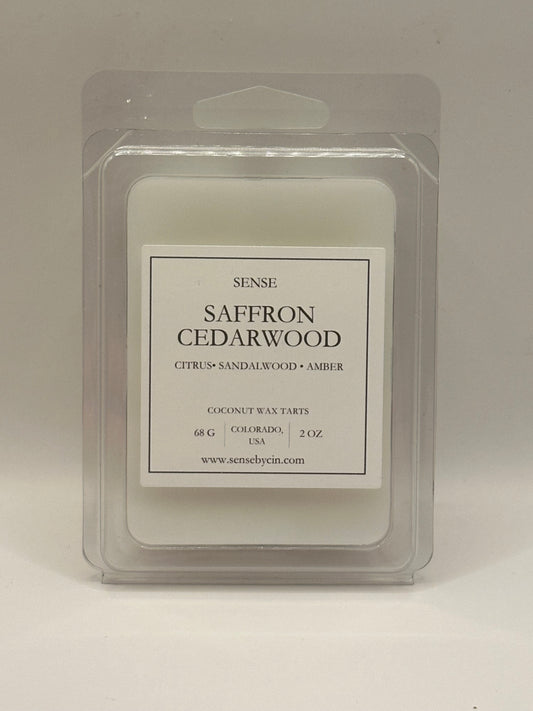 SENSE
SAFFRON
CEDARWOOD
CITRUS• SANDALWOOD • AMBER
COCONUT WAX TARTS
68 G | COLORADO, USA | 2 OZ
www.sensebycin.com